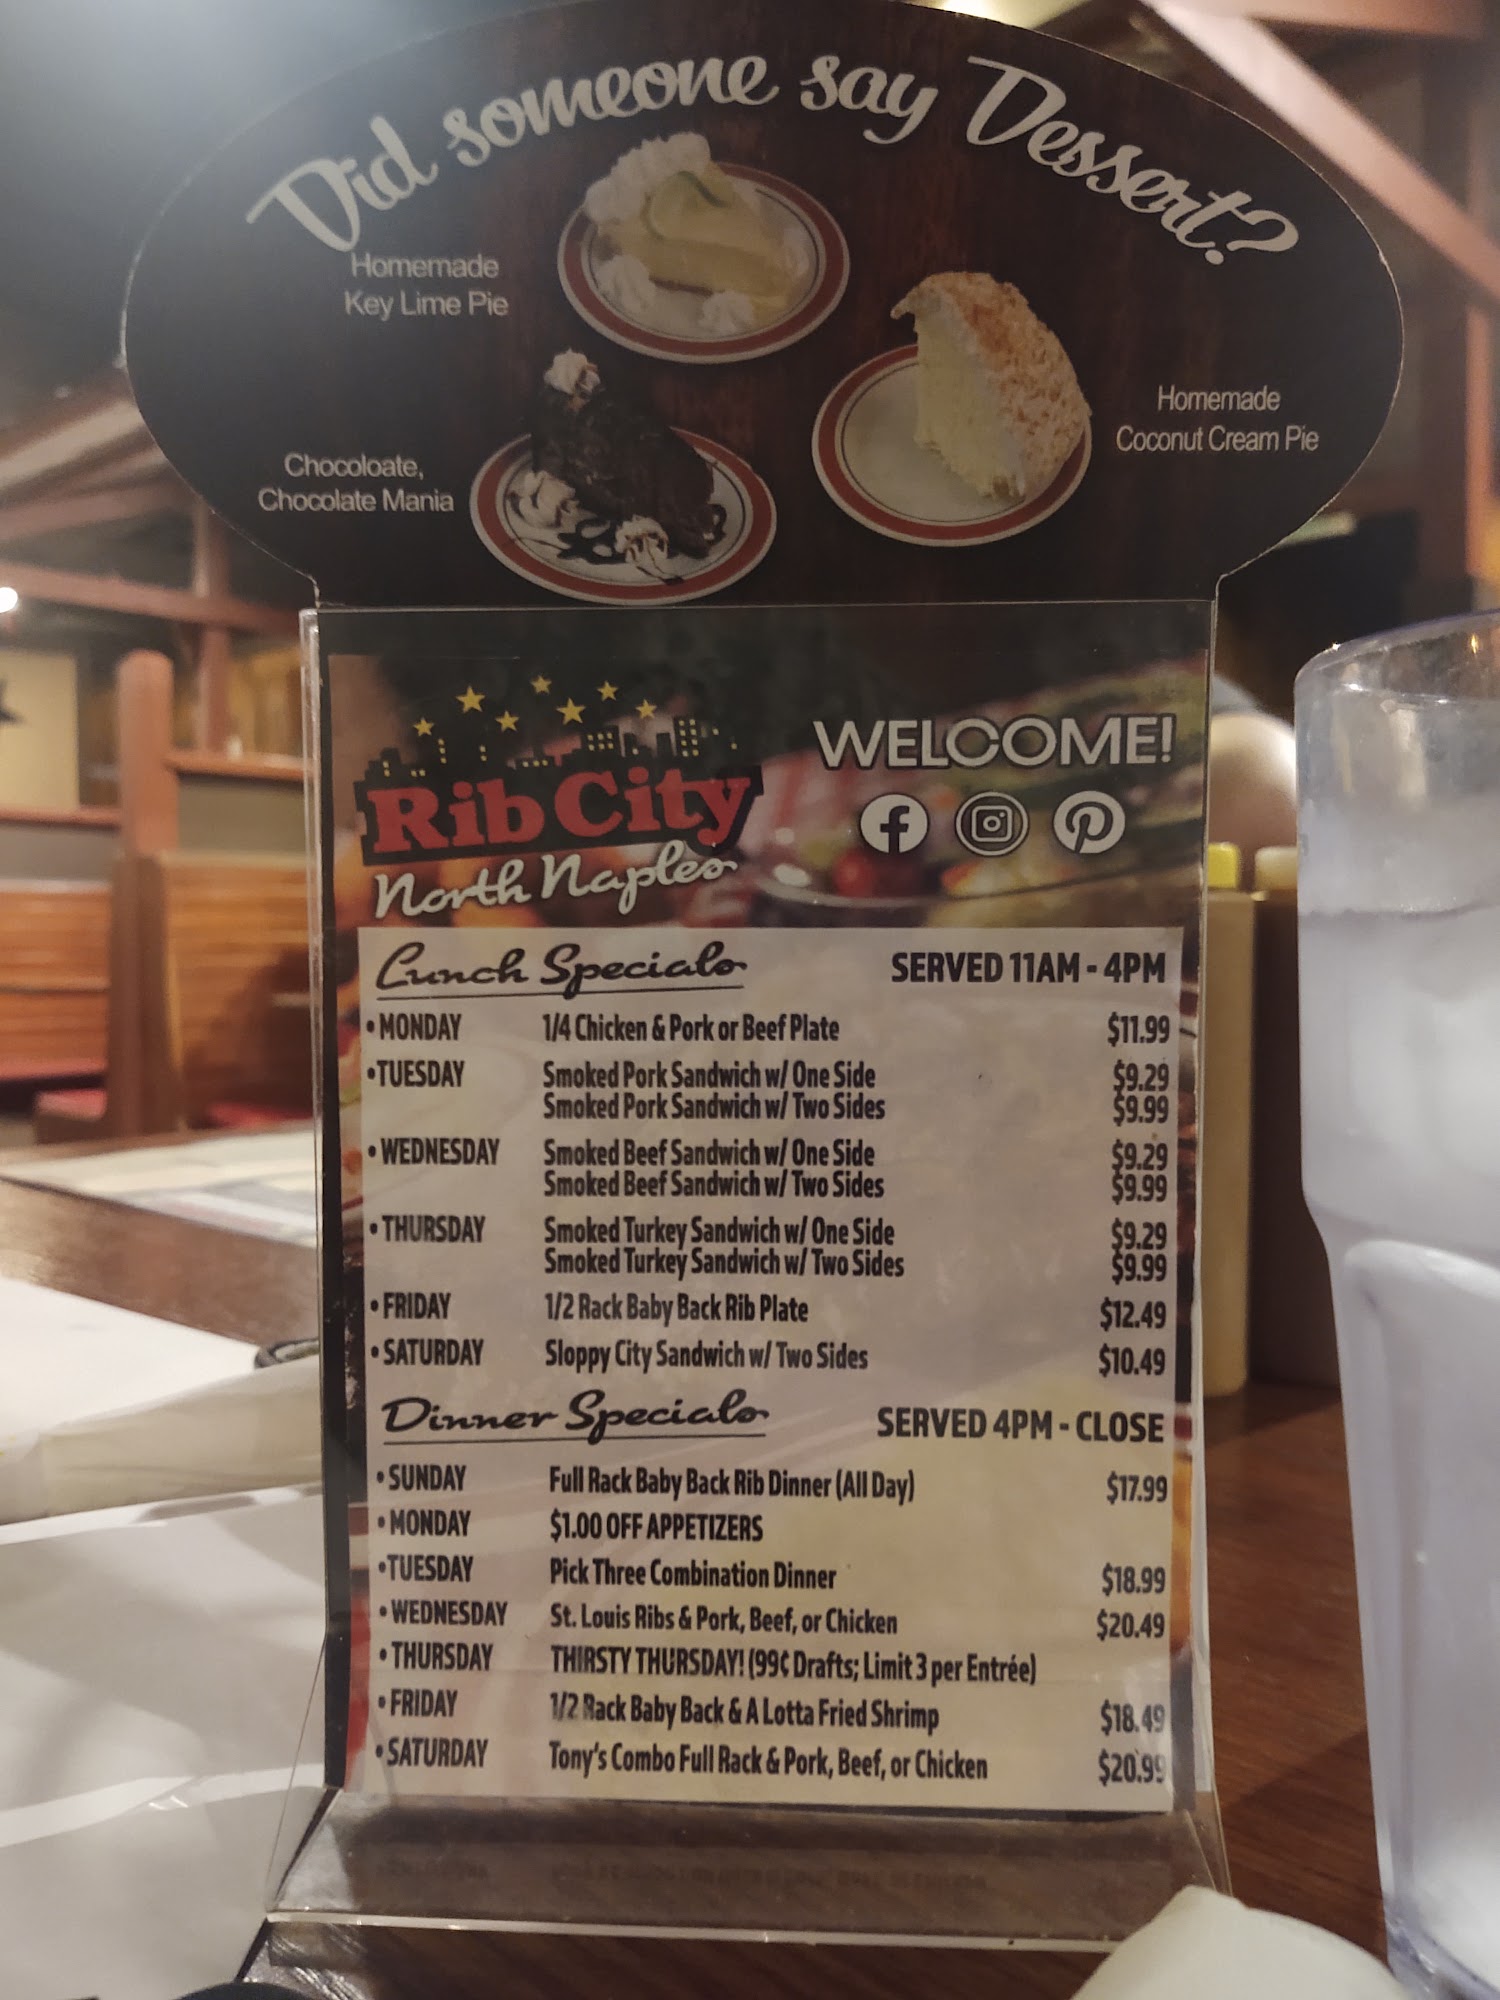 Did someone say Dessert?
Homemade
Key Lime Pie
Homemade
Coconut Cream Pie
Chocoloate,
Chocolate Mania
Rib City
North Naples
WELCOME!
Lunch Specials SERVED 11AM - 4PM
• MONDAY 1/4 Chicken & Pork or Beef Plate $11.99
• TUESDAY Smoked Pork Sandwich w/ One Side $9.29
Smoked Pork Sandwich w/ Two Sides $9.99
• WEDNESDAY Smoked Beef Sandwich w/ One Side $9.29
Smoked Beef Sandwich w/ Two Sides $9.99
• THURSDAY Smoked Turkey Sandwich w/ One Side $9.29
Smoked Turkey Sandwich w/ Two Sides $9.99
• FRIDAY 1/2 Rack Baby Back Rib Plate $12.49
• SATURDAY Sloppy City Sandwich w/ Two Sides $10.49
Dinner Specials SERVED 4PM - CLOSE
• SUNDAY Full Rack Baby Back Rib Dinner (All Day) $17.99
• MONDAY $1.00 OFF APPETIZERS
• TUESDAY Pick Three Combination Dinner $18.99
• WEDNESDAY St. Louis Ribs & Pork, Beef, or Chicken $20.49
• THURSDAY THIRSTY THURSDAY! (99¢ Drafts; Limit 3 per Entrée)
• FRIDAY 1/2 Rack Baby Back & A Lotta Fried Shrimp $18.49
• SATURDAY Tony's Combo Full Rack & Pork, Beef, or Chicken $20.99